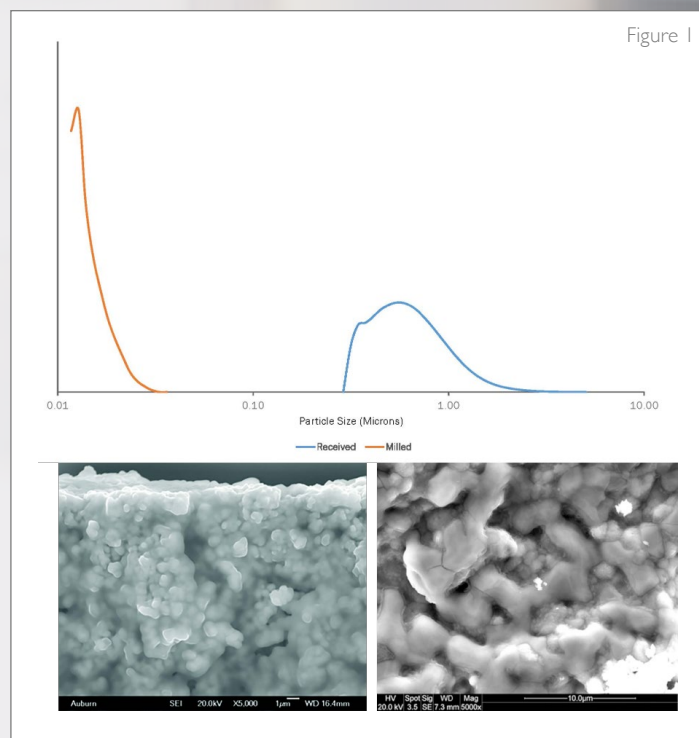 Figure 1
0.01 0.10 1.00 10.00
Particle Size (Microns)
Received Milled
Auburn SEI 20.0kV X5,000 1μm WD 16.4mm
HV Spot Sig WD Mag 10.0μm
20.0 kV 3.5 SE 7.3 mm 5000x